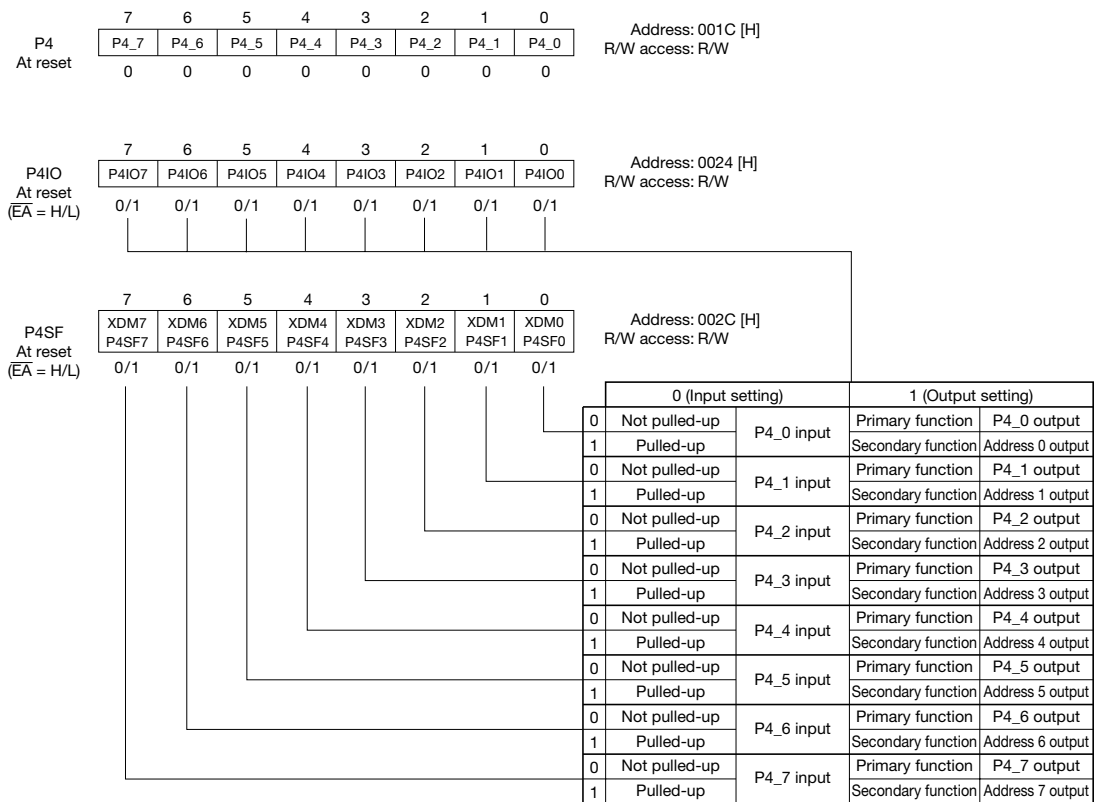 7 6 5 4 3 2 1 0
P4 P4_7 P4_6 P4_5 P4_4 P4_3 P4_2 P4_1 P4_0
At reset 0 0 0 0 0 0 0 0
Address: 001C [H]
R/W access: R/W
7 6 5 4 3 2 1 0
P4IO P4IO7 P4IO6 P4IO5 P4IO4 P4IO3 P4IO2 P4IO1 P4IO0
At reset
(EA = H/L) 0/1 0/1 0/1 0/1 0/1 0/1 0/1 0/1
Address: 0024 [H]
R/W access: R/W
7 6 5 4 3 2 1 0
XDM7 XDM6 XDM5 XDM4 XDM3 XDM2 XDM1 XDM0
P4SF P4SF7 P4SF6 P4SF5 P4SF4 P4SF3 P4SF2 P4SF1 P4SF0
At reset
(EA = H/L) 0/1 0/1 0/1 0/1 0/1 0/1 0/1 0/1
Address: 002C [H]
R/W access: R/W
0 (Input setting) 1 (Output setting)
0 Not pulled-up P4_0 input Primary function P4_0 output
1 Pulled-up Secondary function Address 0 output
0 Not pulled-up P4_1 input Primary function P4_1 output
1 Pulled-up Secondary function Address 1 output
0 Not pulled-up P4_2 input Primary function P4_2 output
1 Pulled-up Secondary function Address 2 output
0 Not pulled-up P4_3 input Primary function P4_3 output
1 Pulled-up Secondary function Address 3 output
0 Not pulled-up P4_4 input Primary function P4_4 output
1 Pulled-up Secondary function Address 4 output
0 Not pulled-up P4_5 input Primary function P4_5 output
1 Pulled-up Secondary function Address 5 output
0 Not pulled-up P4_6 input Primary function P4_6 output
1 Pulled-up Secondary function Address 6 output
0 Not pulled-up P4_7 input Primary function P4_7 output
1 Pulled-up Secondary function Address 7 output